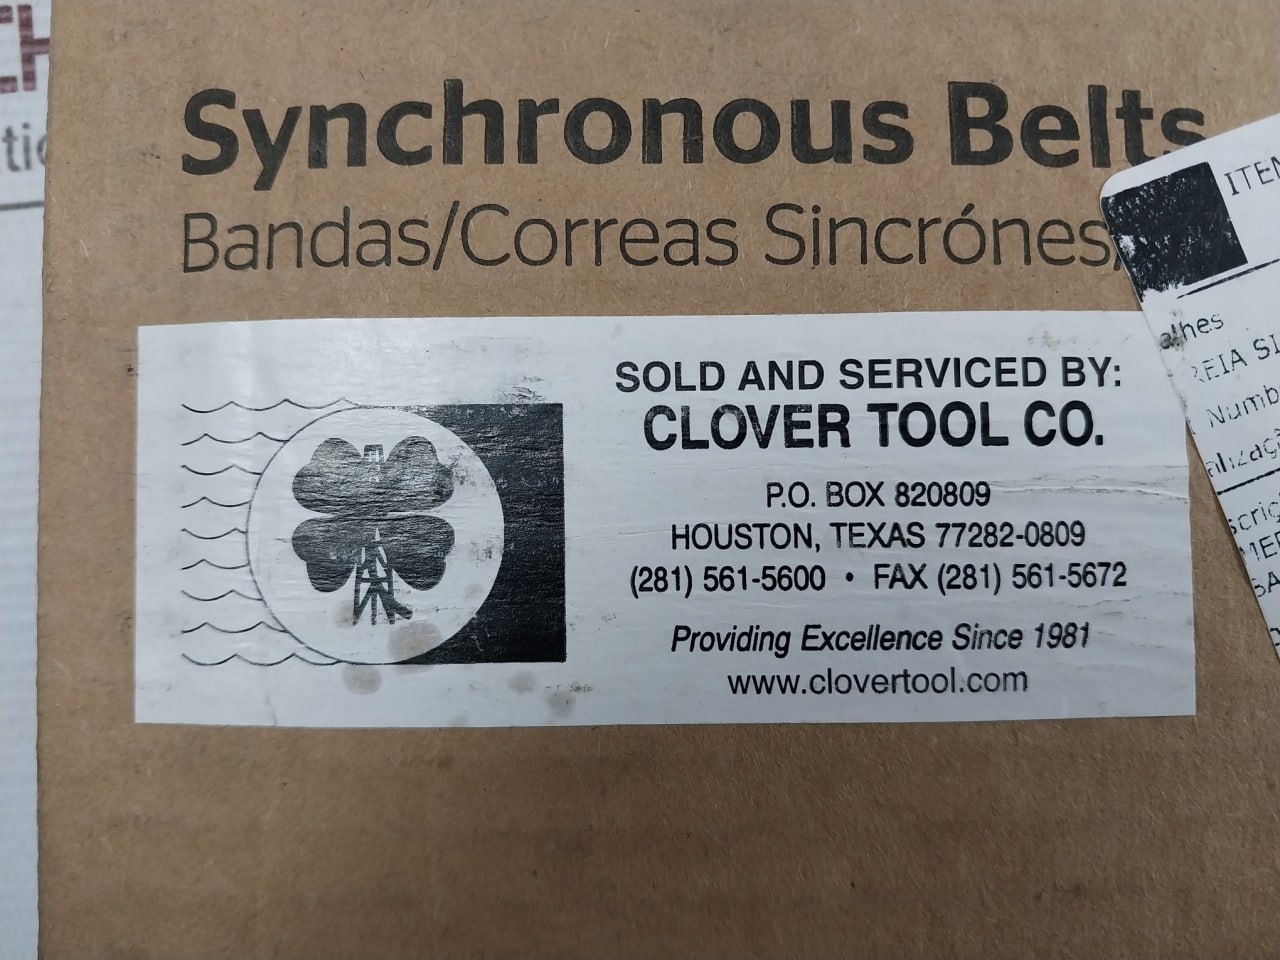 CH
Synchronous Belts
Bandas/Correas Sincrónes,
SOLD AND SERVICED BY:
CLOVER TOOL CO.
P.O. BOX 820809
HOUSTON, TEXAS 77282-0809
(281) 561-5600 • FAX (281) 561-5672
Providing Excellence Since 1981
www.clovertool.com